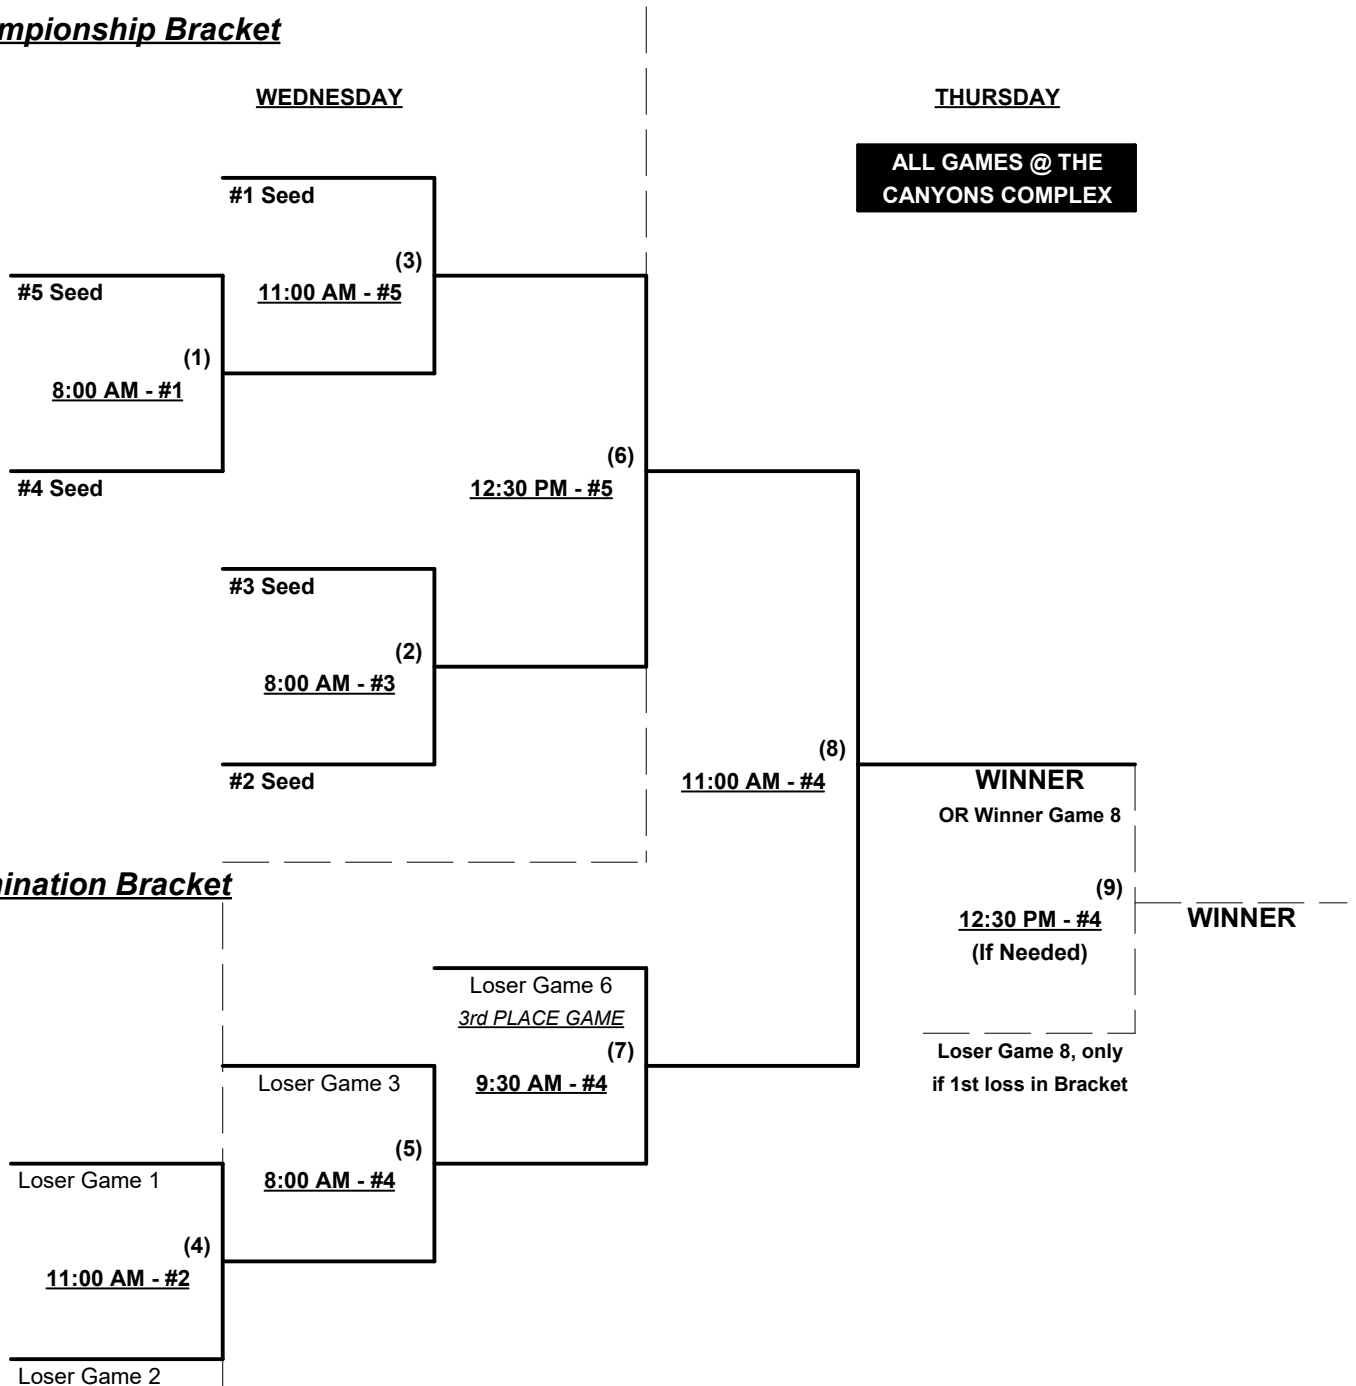 mpionship Bracket
WEDNESDAY
THURSDAY
ALL GAMES @ THE
CANYONS COMPLEX
#1 Seed
(3)
11:00 AM - #5
#5 Seed
(1)
8:00 AM - #1
#4 Seed
(6)
12:30 PM - #5
#3 Seed
(2)
8:00 AM - #3
#2 Seed
(8)
11:00 AM - #4
WINNER
OR Winner Game 8
ination Bracket
(9)
12:30 PM - #4
(If Needed)
WINNER
Loser Game 6
3rd PLACE GAME
(7)
9:30 AM - #4
Loser Game 8, only
if 1st loss in Bracket
Loser Game 3
(5)
8:00 AM - #4
Loser Game 1
(4)
11:00 AM - #2
Loser Game 2